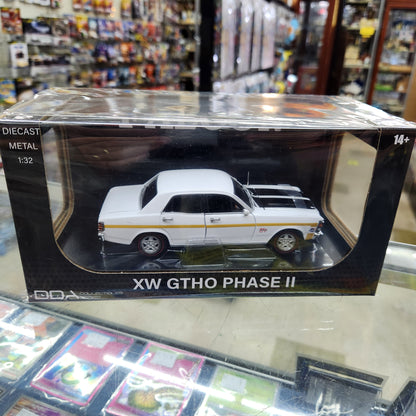 DIECAST
METAL
1:32
14+
XW GTHO PHASE II
DDA